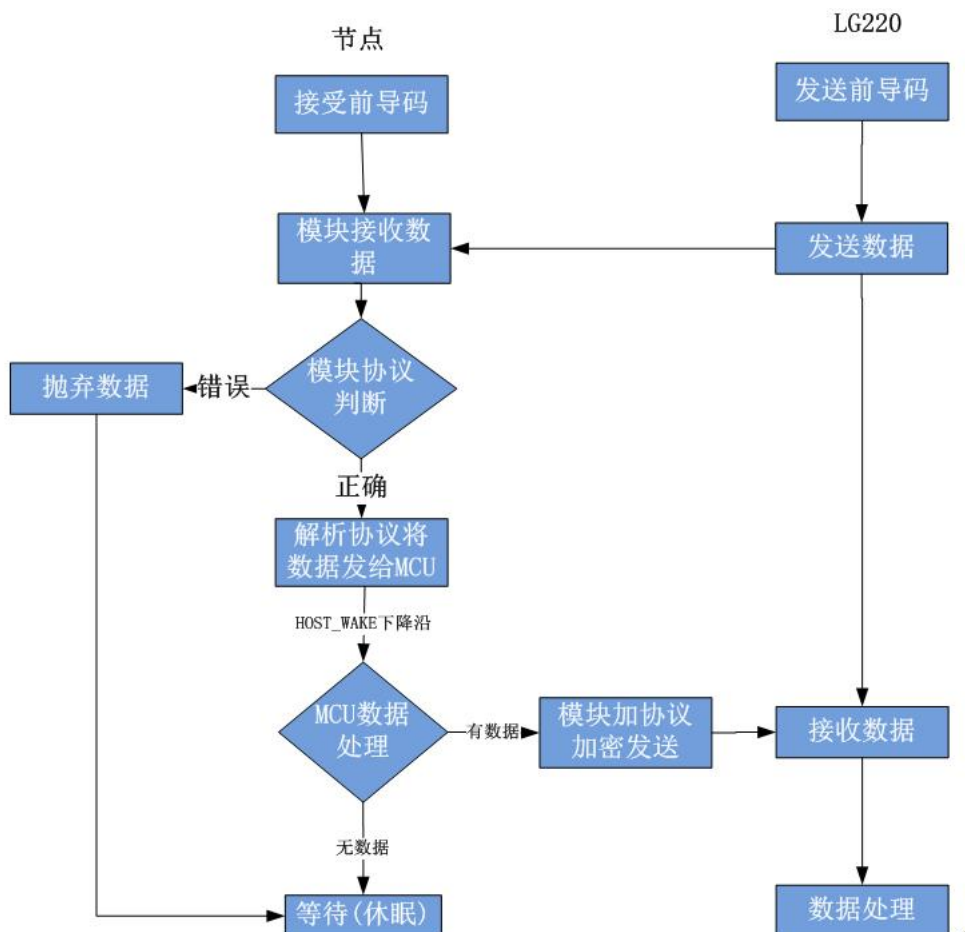 节点
LG220
接受前导码
发送前导码
模块接收数
据
发送数据
模块协议
判断
错误
抛弃数据
正确
解析协议将
数据发给MCU
HOST_WAKE下降沿
MCU数据
处理
有数据
模块加协议
加密发送
接收数据
无数据
等待(休眠)
数据处理